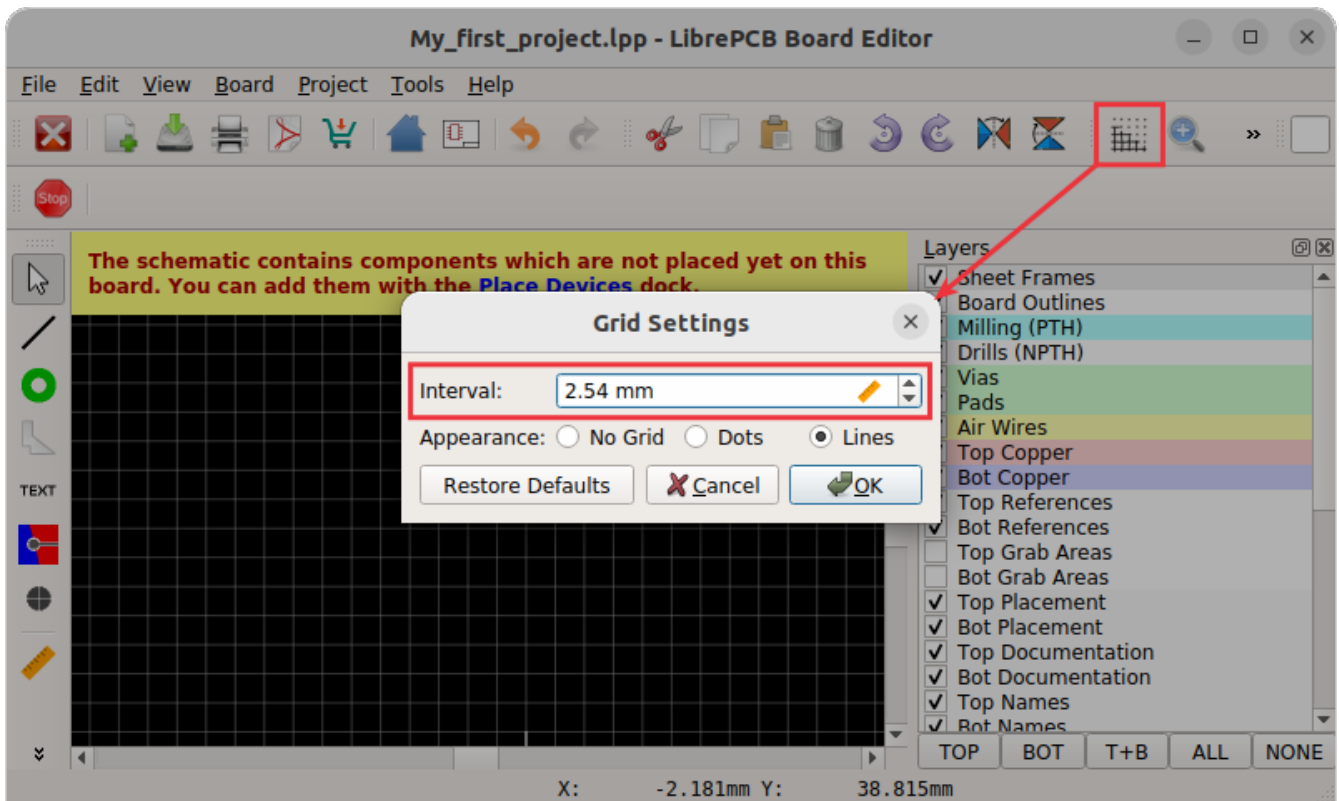 My_first_project.lpp - LibrePCB Board Editor
File Edit View Board Project Tools Help
»
Stop
The schematic contains components which are not placed yet on this
board. You can add them with the Place Devices dock.
Layers
Sheet Frames
Board Outlines
Milling (PTH)
Drills (NPTH)
Vias
Pads
Air Wires
Top Copper
Bot Copper
Top References
Bot References
Top Grab Areas
Bot Grab Areas
Top Placement
Bot Placement
Top Documentation
Bot Documentation
Top Names
Bot Names
Grid Settings
Interval: 2.54 mm
Appearance: No Grid Dots Lines
Restore Defaults Cancel OK
TEXT
TOP BOT T+B ALL NONE
X: -2.181mm Y: 38.815mm